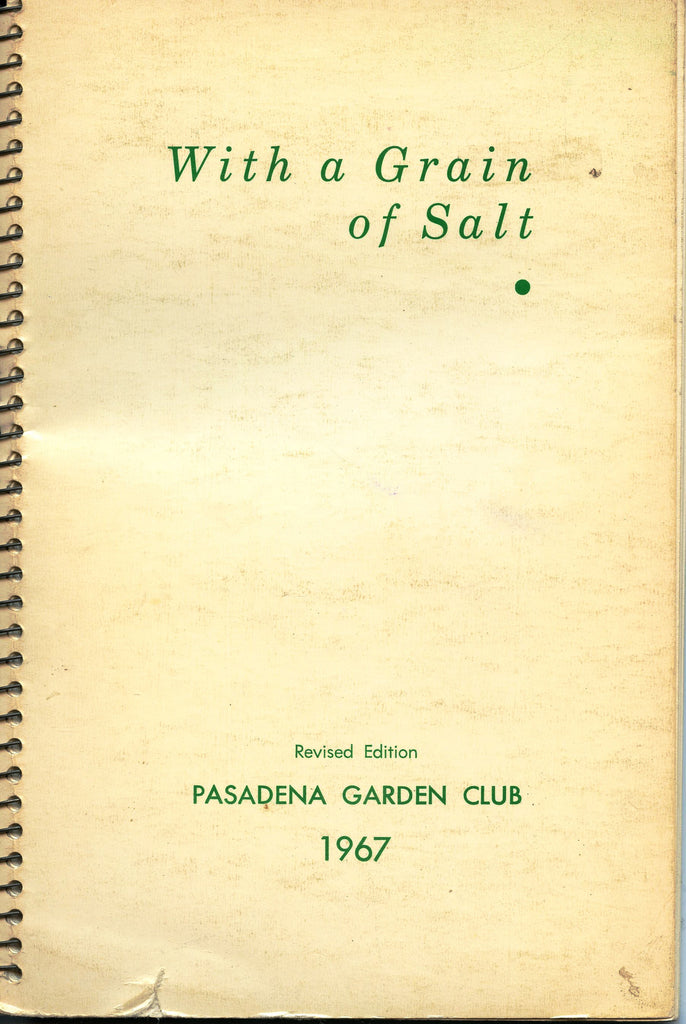 With a Grain
of Salt
Revised Edition
PASADENA GARDEN CLUB
1967